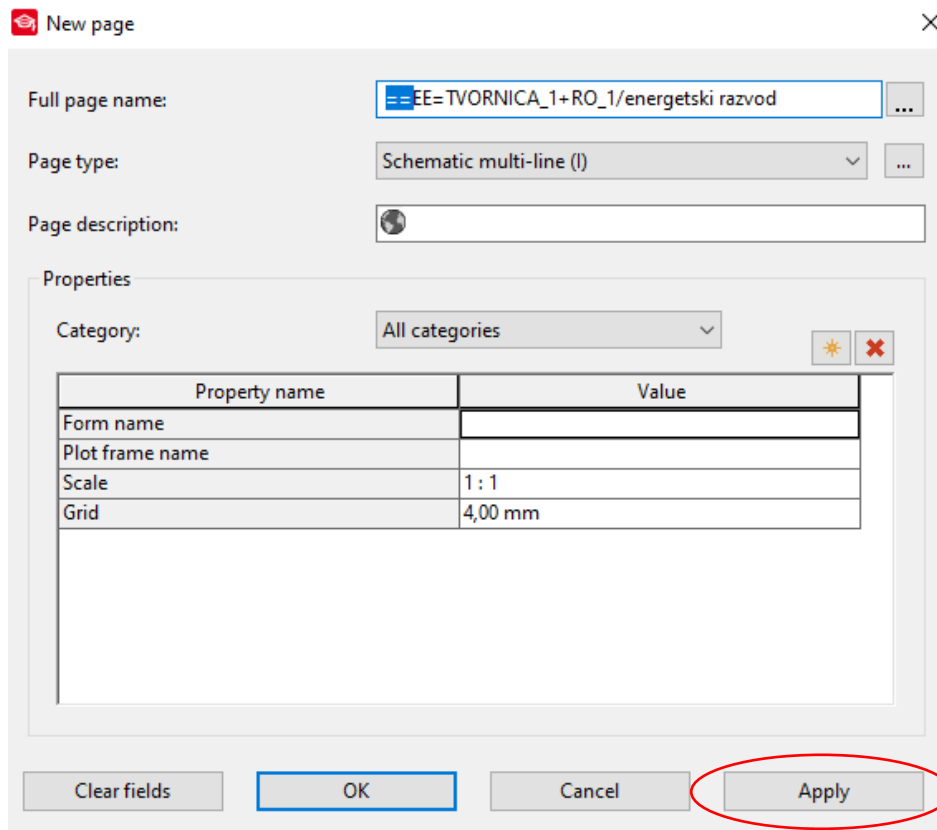 New page
Full page name: ==EE=TVORNICA_1+RO_1/energetski razvod ...
Page type: Schematic multi-line (I) ...
Page description:
Properties
Category: All categories
Property name Value
Form name
Plot frame name
Scale 1 : 1
Grid 4,00 mm
Clear fields OK Cancel Apply